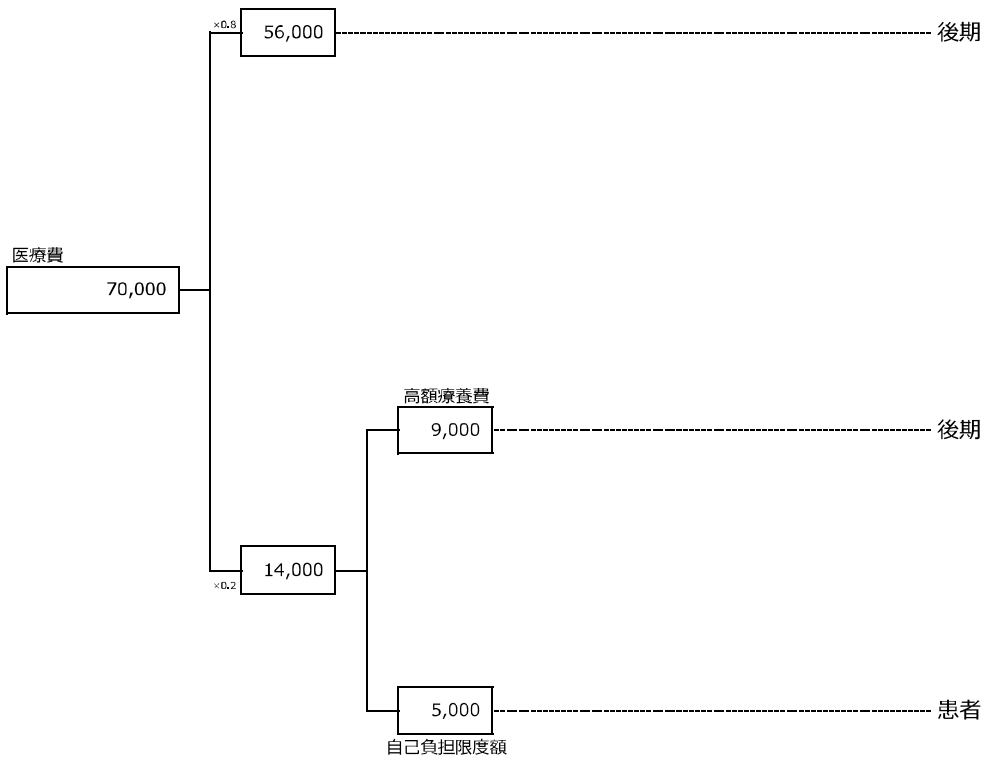 ×0.8
56,000
後期
医療費
70,000
高額療養費
9,000
後期
14,000
×0.2
5,000
患者
自己負担限度額